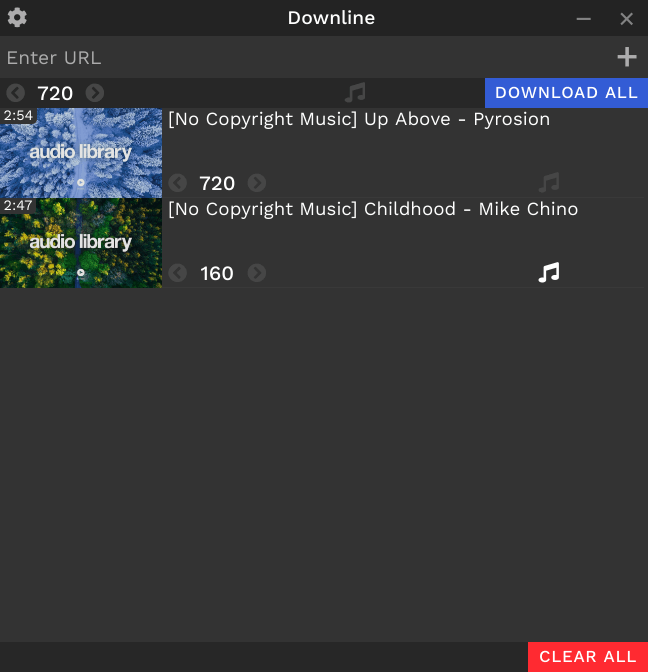 Downline
Enter URL
720
DOWNLOAD ALL
2:54
audio library
[No Copyright Music] Up Above - Pyrosion
720
2:47
audio library
[No Copyright Music] Childhood - Mike Chino
160
CLEAR ALL